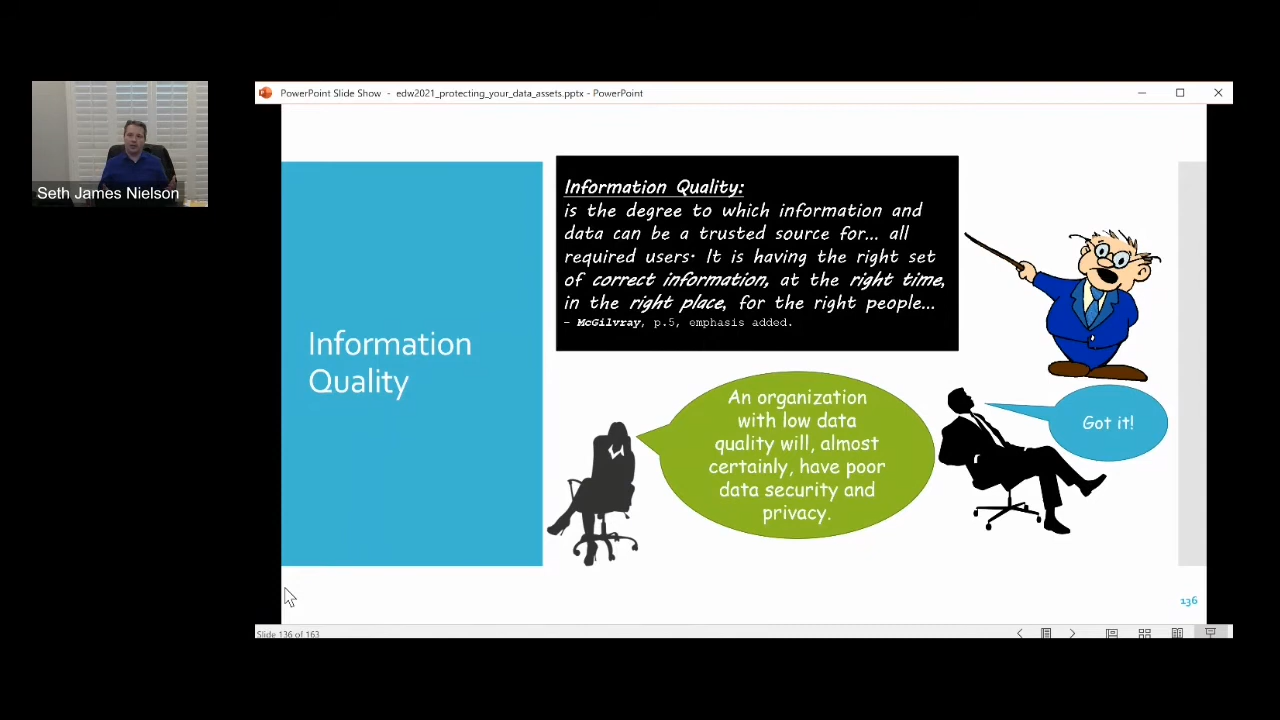 PowerPoint Slide Show - edw2021_protecting_your_data_assets.pptx - PowerPoint
Seth James Nielson
Information
Quality
Information Quality:
is the degree to which information and
data can be a trusted source for... all
required users. It is having the right set
of correct information, at the right time,
in the right place, for the right people...
- McGilvray, p.5, emphasis added.
An organization
with low data
quality will, almost
certainly, have poor
data security and
privacy.
Got it!
136
Slide 136 of 163